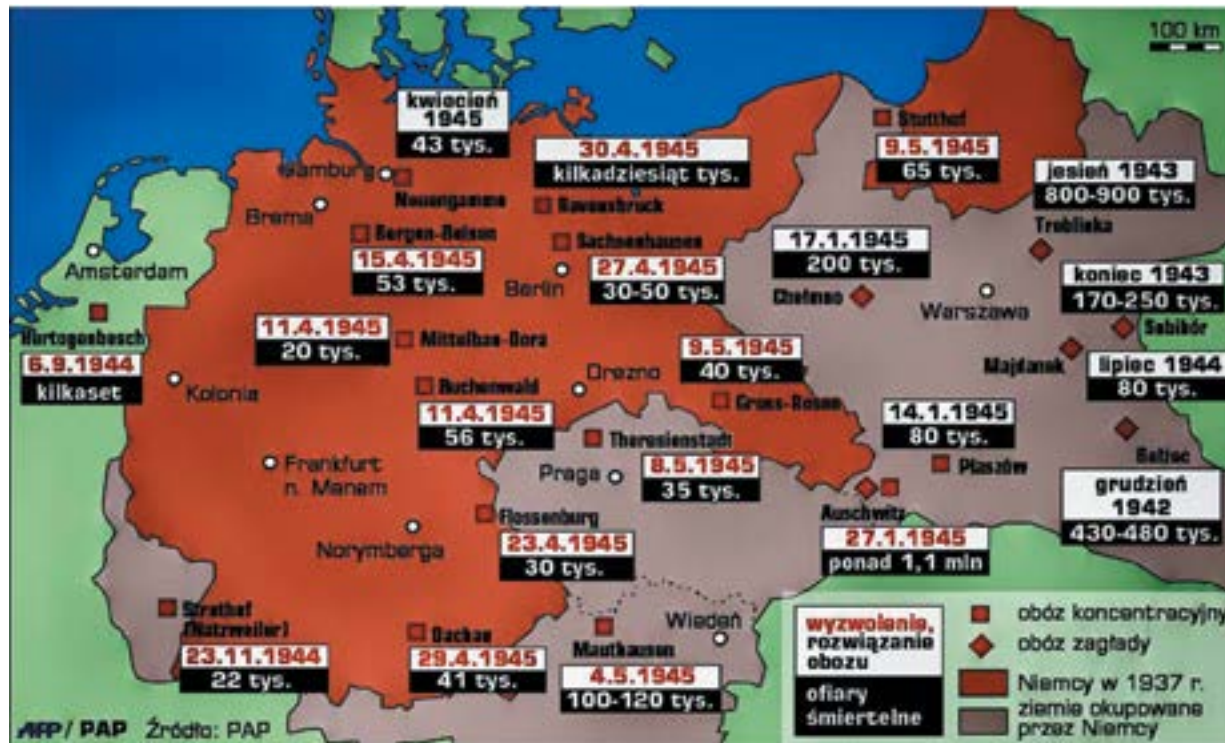 100 km
kwiecień
1945
43 tys.
30.4.1945
kilkadziesiąt tys.
Stutthof
9.5.1945
65 tys.
jesień 1943
800-900 tys.
Treblinka
Hamburg
Neuengamme
Ravensbrück
Brema
Bergen-Belsen
15.4.1945
53 tys.
Sachsenhausen
27.4.1945
30-50 tys.
Berlin
17.1.1945
200 tys.
Chełmno
Warszawa
koniec 1943
170-250 tys.
Sobibór
Amsterdam
Hertogenbosch
6.9.1944
kilkaset
11.4.1945
20 tys.
Mittelbau-Dora
Kolonia
Buchenwald
11.4.1945
56 tys.
Drezno
9.5.1945
40 tys.
Gross-Rosen
Majdanek
lipiec 1944
80 tys.
14.1.1945
80 tys.
Płaszów
Bełżec
grudzień
1942
430-480 tys.
Theresienstadt
8.5.1945
35 tys.
Praga
Frankfurt
n. Menem
Norymberga
Flossenburg
23.4.1945
30 tys.
Auschwitz
27.1.1945
ponad 1,1 mln
(Natzweiler)
23.11.1944
22 tys.
Dachau
29.4.1945
41 tys.
Mauthausen
4.5.1945
100-120 tys.
Wiedeń
wyzwolenie,
rozwiązanie
obozu
ofiary
śmiertelne
obóz koncentracyjny
obóz zagłady
Niemcy w 1937 r.
ziemie okupowane
przez Niemcy
AFP / PAP Źródło: PAP